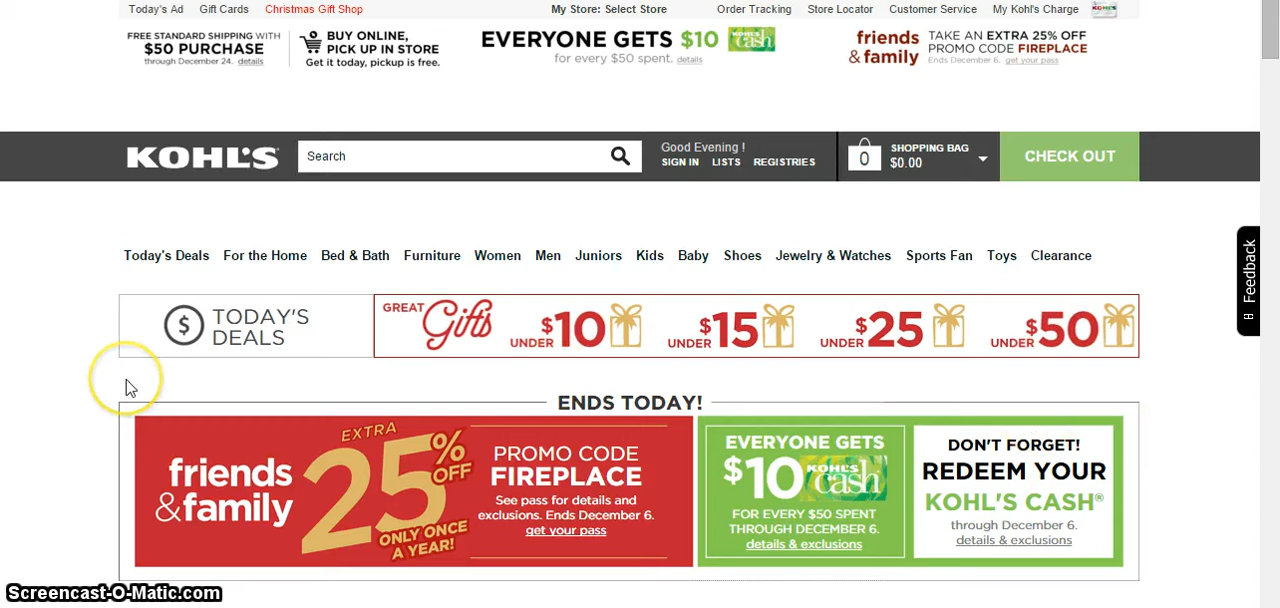 Today's Ad Gift Cards Christmas Gift Shop My Store: Select Store Order Tracking Store Locator Customer Service My Kohl's Charge KOHL'S
FREE STANDARD SHIPPING WITH
$50 PURCHASE
through December 24. details
BUY ONLINE,
PICK UP IN STORE
Get it today, pickup is free.
EVERYONE GETS $10 KOHL'S cash
for every $50 spent. details
friends
& family
TAKE AN EXTRA 25% OFF
PROMO CODE FIREPLACE
Ends December 6. get your pass
KOHL'S
Search
Good Evening !
SIGN IN LISTS REGISTRIES
0
SHOPPING BAG
$0.00
CHECK OUT
Today's Deals For the Home Bed & Bath Furniture Women Men Juniors Kids Baby Shoes Jewelry & Watches Sports Fan Toys Clearance
Feedback
$ TODAY'S
DEALS
GREAT Gifts
UNDER $10
UNDER $15
UNDER $25
UNDER $50
ENDS TODAY!
friends
& family
EXTRA
25% OFF
ONLY ONCE
A YEAR!
PROMO CODE
FIREPLACE
See pass for details and
exclusions. Ends December 6.
get your pass
EVERYONE GETS
$10 KOHL'S cash
FOR EVERY $50 SPENT
THROUGH DECEMBER 6.
details & exclusions
DON'T FORGET!
REDEEM YOUR
KOHL'S CASH®
through December 6.
details & exclusions
Screencast-O-Matic.com